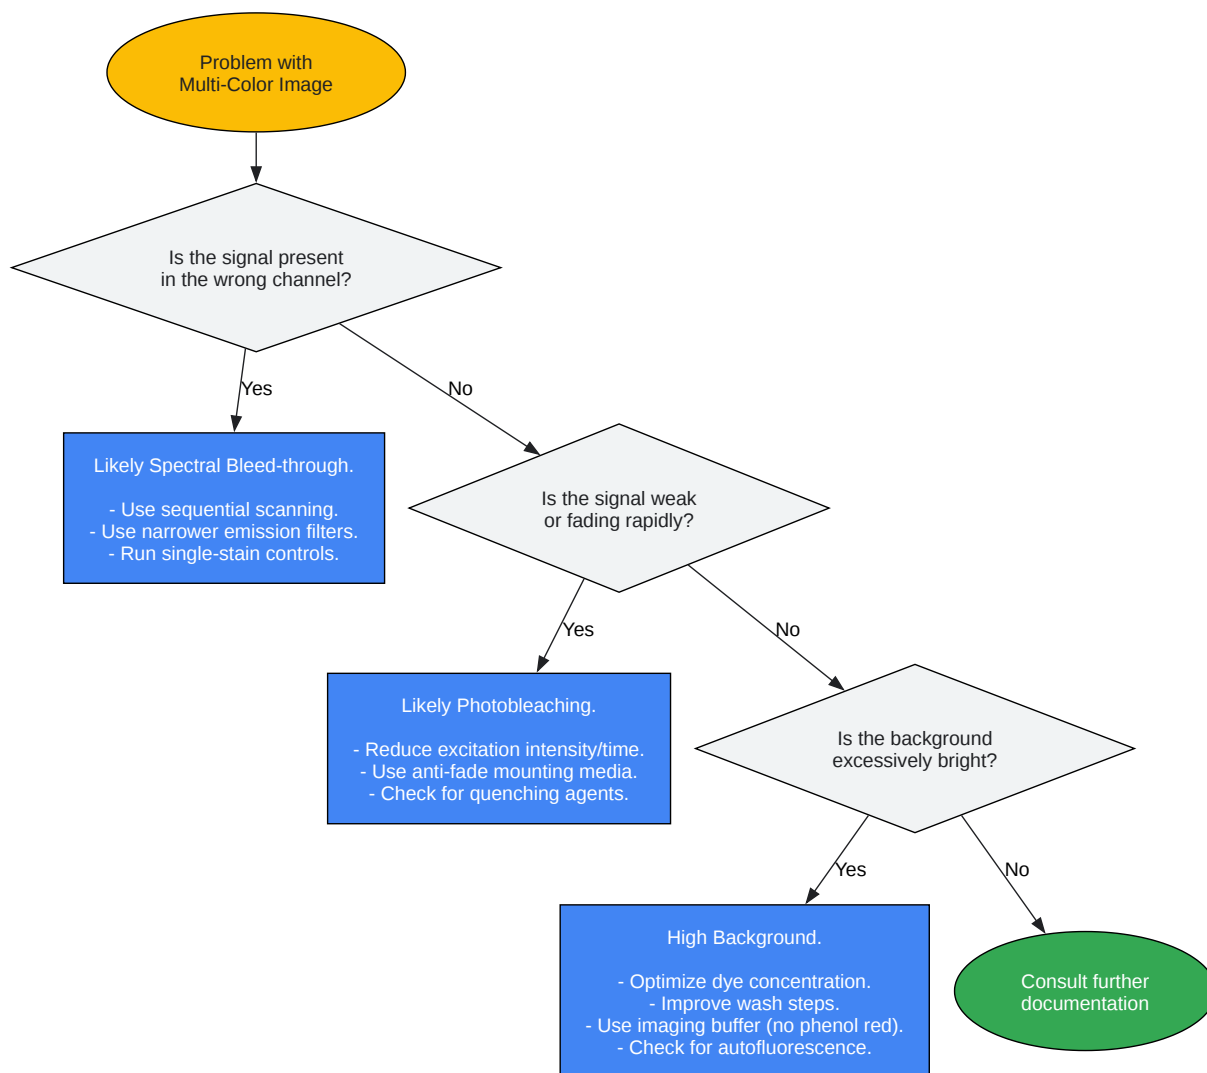 Problem with
Multi-Color Image
Is the signal present
in the wrong channel?
Yes
No
Likely Spectral Bleed-through.
- Use sequential scanning.
- Use narrower emission filters.
- Run single-stain controls.
Is the signal weak
or fading rapidly?
Yes
No
Likely Photobleaching.
- Reduce excitation intensity/time.
- Use anti-fade mounting media.
- Check for quenching agents.
Is the background
excessively bright?
Yes
No
High Background.
- Optimize dye concentration.
- Improve wash steps.
- Use imaging buffer (no phenol red).
- Check for autofluorescence.
Consult further
documentation